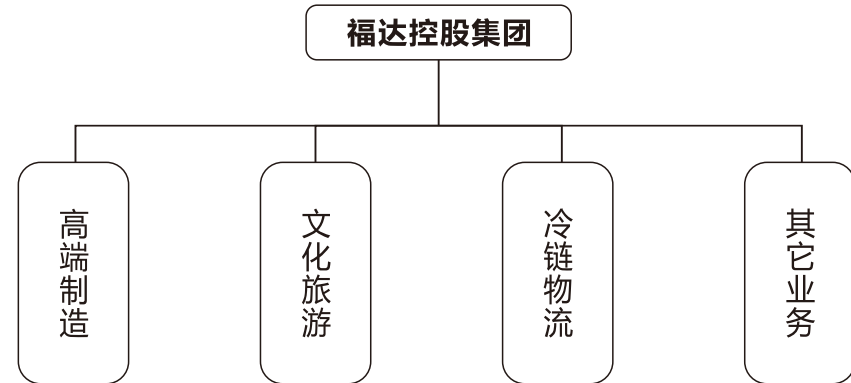 福达控股集团
高端制造
文化旅游
冷链物流
其它业务